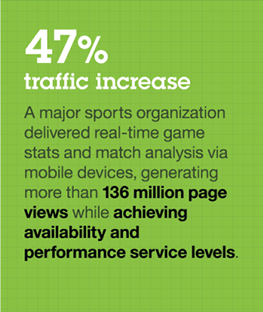 47%
traffic increase
A major sports organization
delivered real-time game
stats and match analysis via
mobile devices, generating
more than 136 million page
views while achieving
availability and
performance service levels.